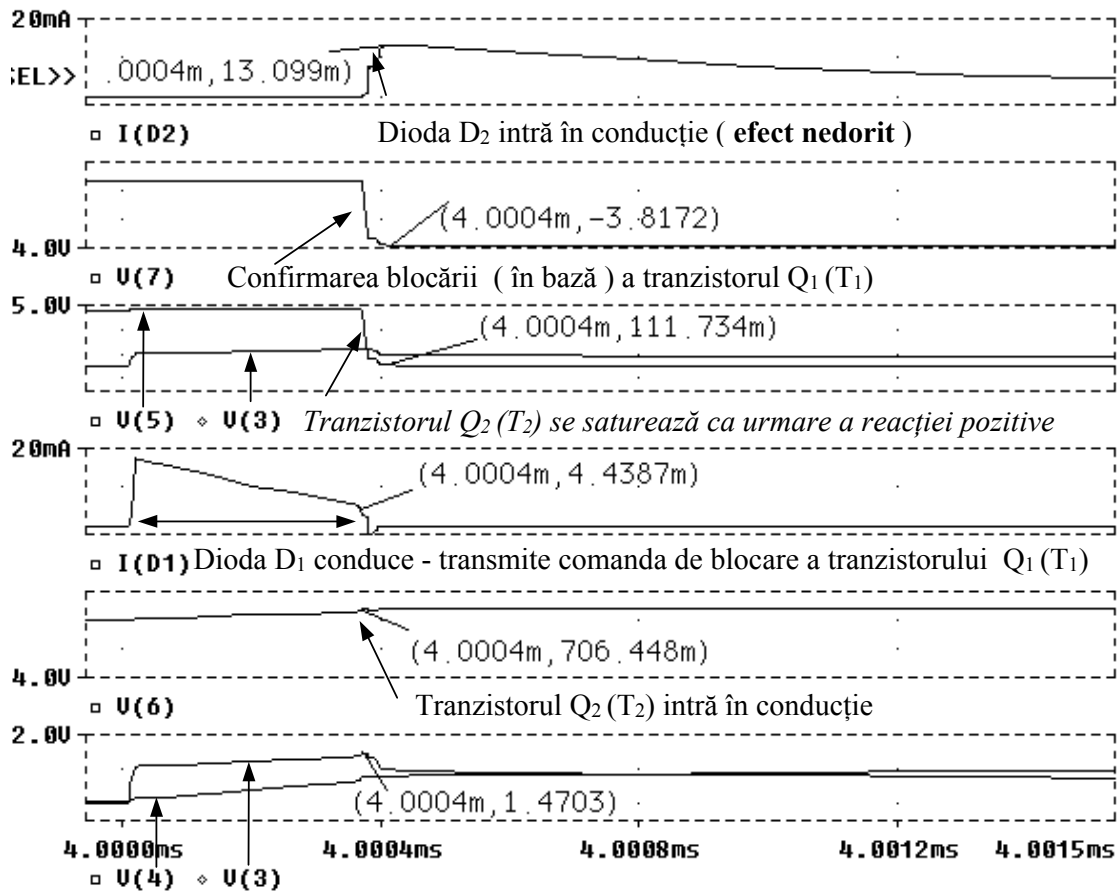 20mA
.0004m,13.099m)
SEL>>
I(D2)
Dioda D₂ intră în conducție ( efect nedorit )
(4.0004m,-3.8172)
4.0V
V(7)
Confirmarea blocării ( în bază ) a tranzistorul Q₁ (T₁)
5.0V
(4.0004m,111.734m)
V(5) V(3) Tranzistorul Q₂ (T₂) se saturează ca urmare a reacției pozitive
20mA
(4.0004m,4.4387m)
I(D1) Dioda D₁ conduce - transmite comanda de blocare a tranzistorului Q₁ (T₁)
(4.0004m,706.448m)
4.0V
V(6)
Tranzistorul Q₂ (T₂) intră în conducție
2.0V
(4.0004m,1.4703)
4.0000ms 4.0004ms 4.0008ms 4.0012ms 4.0015ms
V(4) V(3)